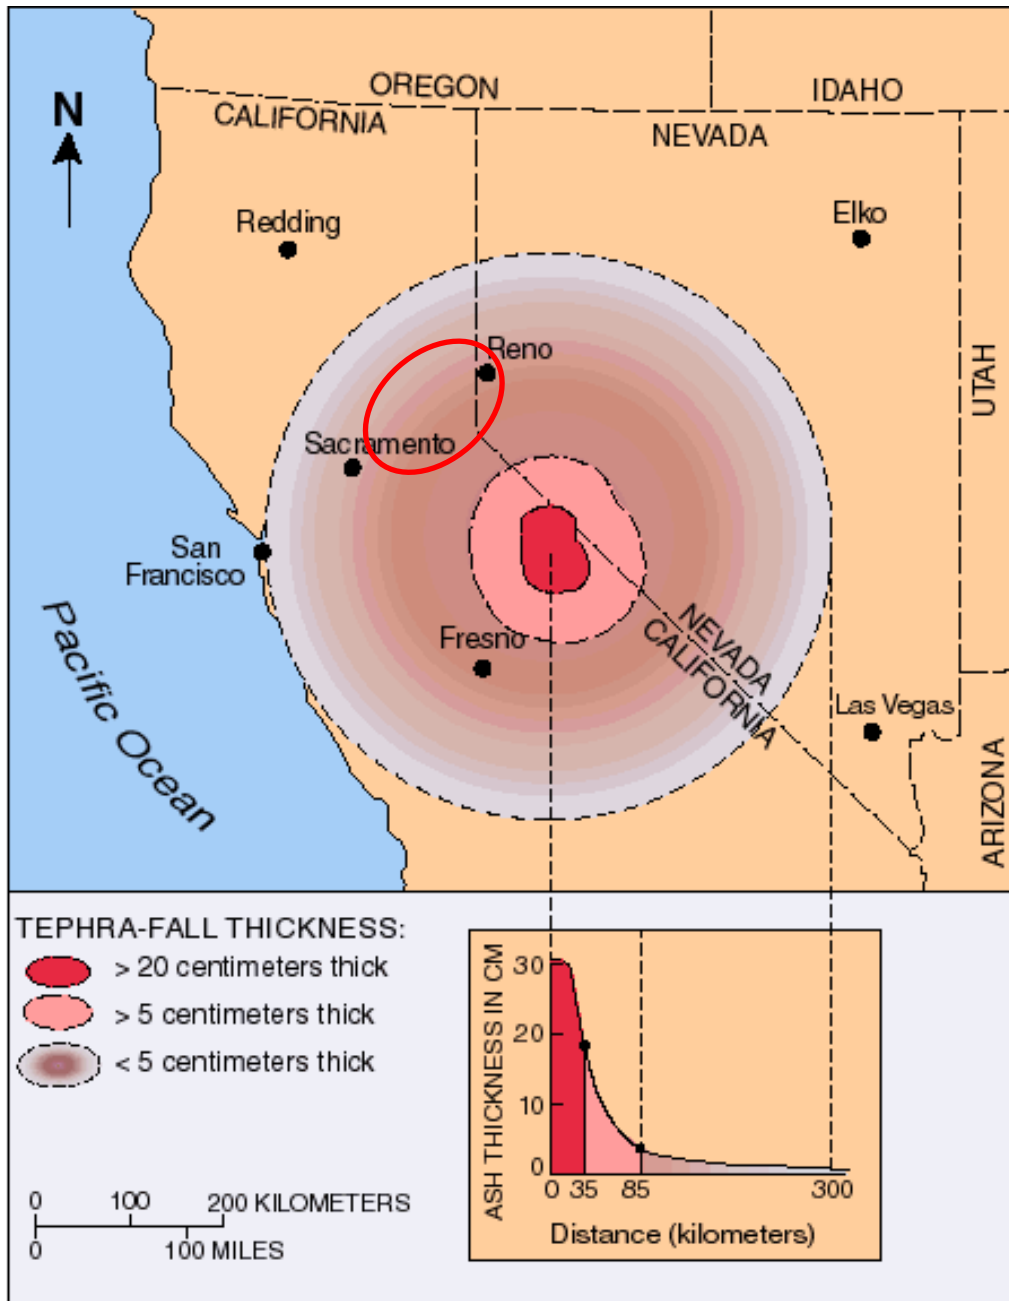 OREGON
IDAHO
N
CALIFORNIA
NEVADA
Redding
Elko
Reno
UTAH
Sacramento
San
Francisco
Fresno
NEVADA
CALIFORNIA
Las Vegas
Pacific Ocean
ARIZONA
TEPHRA-FALL THICKNESS:
> 20 centimeters thick
> 5 centimeters thick
< 5 centimeters thick
0 100 200 KILOMETERS
0 100 MILES
ASH THICKNESS IN CM
30
20
10
0
0 35 85 300
Distance (kilometers)